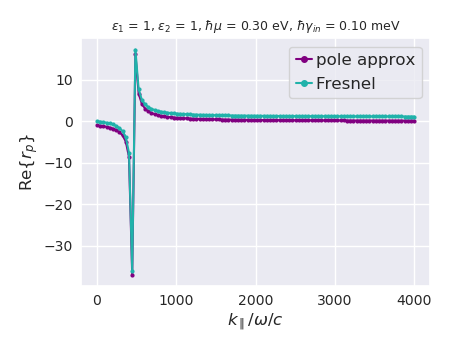 ε₁ = 1, ε₂ = 1, ℏμ = 0.30 eV, ℏγᵢₙ = 0.10 meV
pole approx
Fresnel
Re{rₚ}
10
0
−10
−20
−30
0 1000 2000 3000 4000
k∥/ω/c